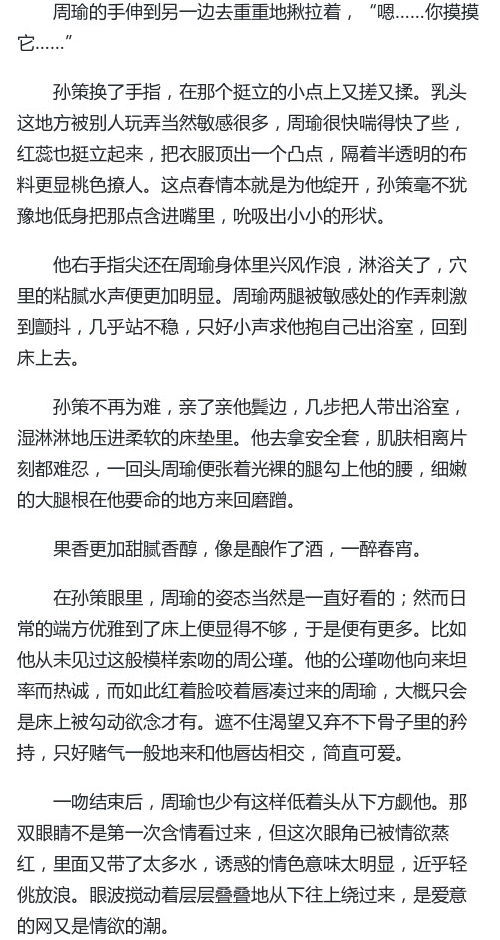 周瑜的手伸到另一边去重重地揪拉着，“嗯……你摸摸
它……”
孙策换了手指，在那个挺立的小点上又搓又揉。乳头
这地方被别人玩弄当然敏感很多，周瑜很快喘得快了些，
红蕊也挺立起来，把衣服顶出一个凸点，隔着半透明的布
料更显桃色撩人。这点春情本就是为他绽开，孙策毫不犹
豫地低身把那点含进嘴里，吮吸出小小的形状。
他右手指尖还在周瑜身体里兴风作浪，淋浴关了，穴
里的粘腻水声便更加明显。周瑜两腿被敏感处的作弄刺激
到颤抖，几乎站不稳，只好小声求他抱自己出浴室，回到
床上去。
孙策不再为难，亲了亲他鬓边，几步把人带出浴室，
湿淋淋地压进柔软的床垫里。他去拿安全套，肌肤相离片
刻都难忍，一回头周瑜便张着光裸的腿勾上他的腰，细嫩
的大腿根在他要命的地方来回磨蹭。
果香更加甜腻香醇，像是酿作了酒，一醉春宵。
在孙策眼里，周瑜的姿态当然是一直好看的；然而日
常的端方优雅到了床上便显得不够，于是便有更多。比如
他从未见过这般模样索吻的周公瑾。他的公瑾吻他向来坦
率而热诚，而如此红着脸咬着唇凑过来的周瑜，大概只会
是床上被勾动欲念才有。遮不住渴望又弃不下骨子里的矜
持，只好赌气一般地来和他唇齿相交，简直可爱。
一吻结束后，周瑜也少有这样低着头从下方觑他。那
双眼睛不是第一次含情看过来，但这次眼角已被情欲蒸
红，里面又带了太多水，诱惑的情色意味太明显，近乎轻
佻放浪。眼波搅动着层层叠叠地从下往上绕过来，是爱意
的网又是情欲的潮。